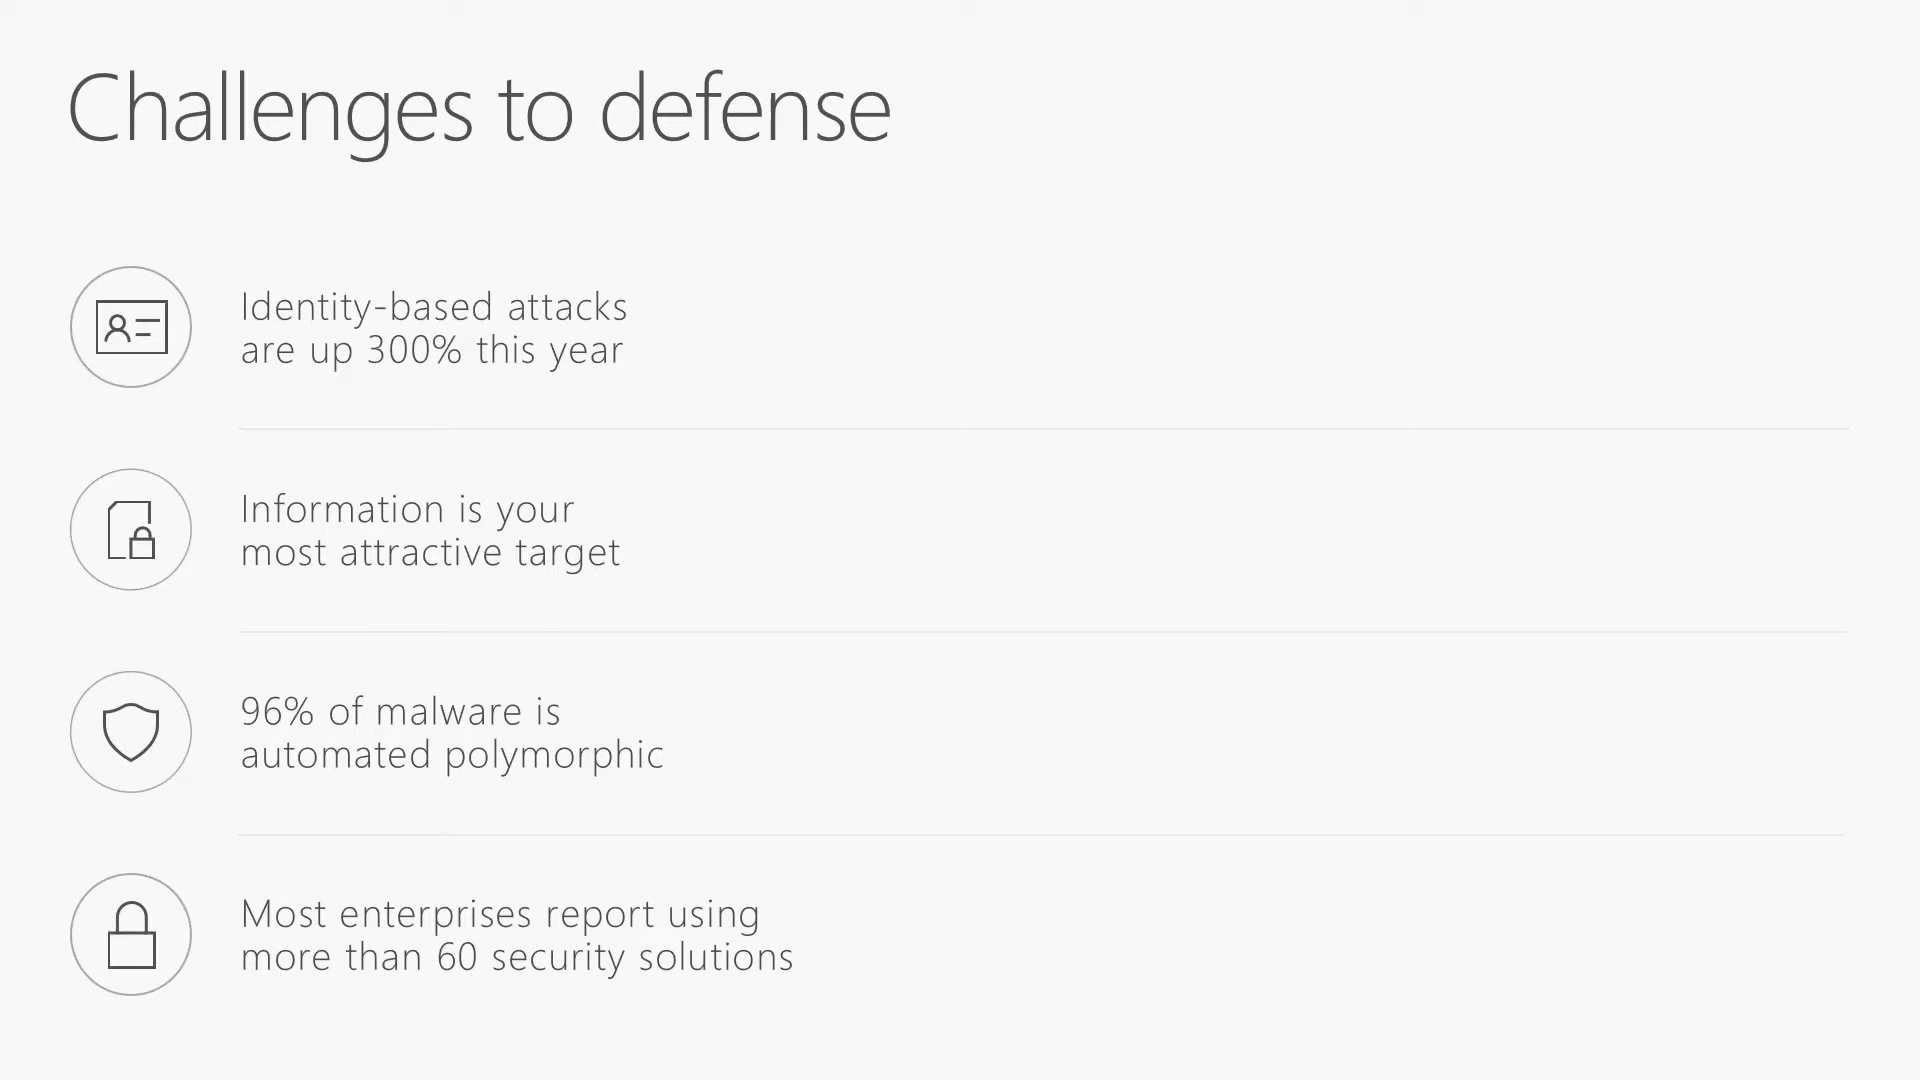 Challenges to defense
Identity-based attacks
are up 300% this year
Information is your
most attractive target
96% of malware is
automated polymorphic
Most enterprises report using
more than 60 security solutions